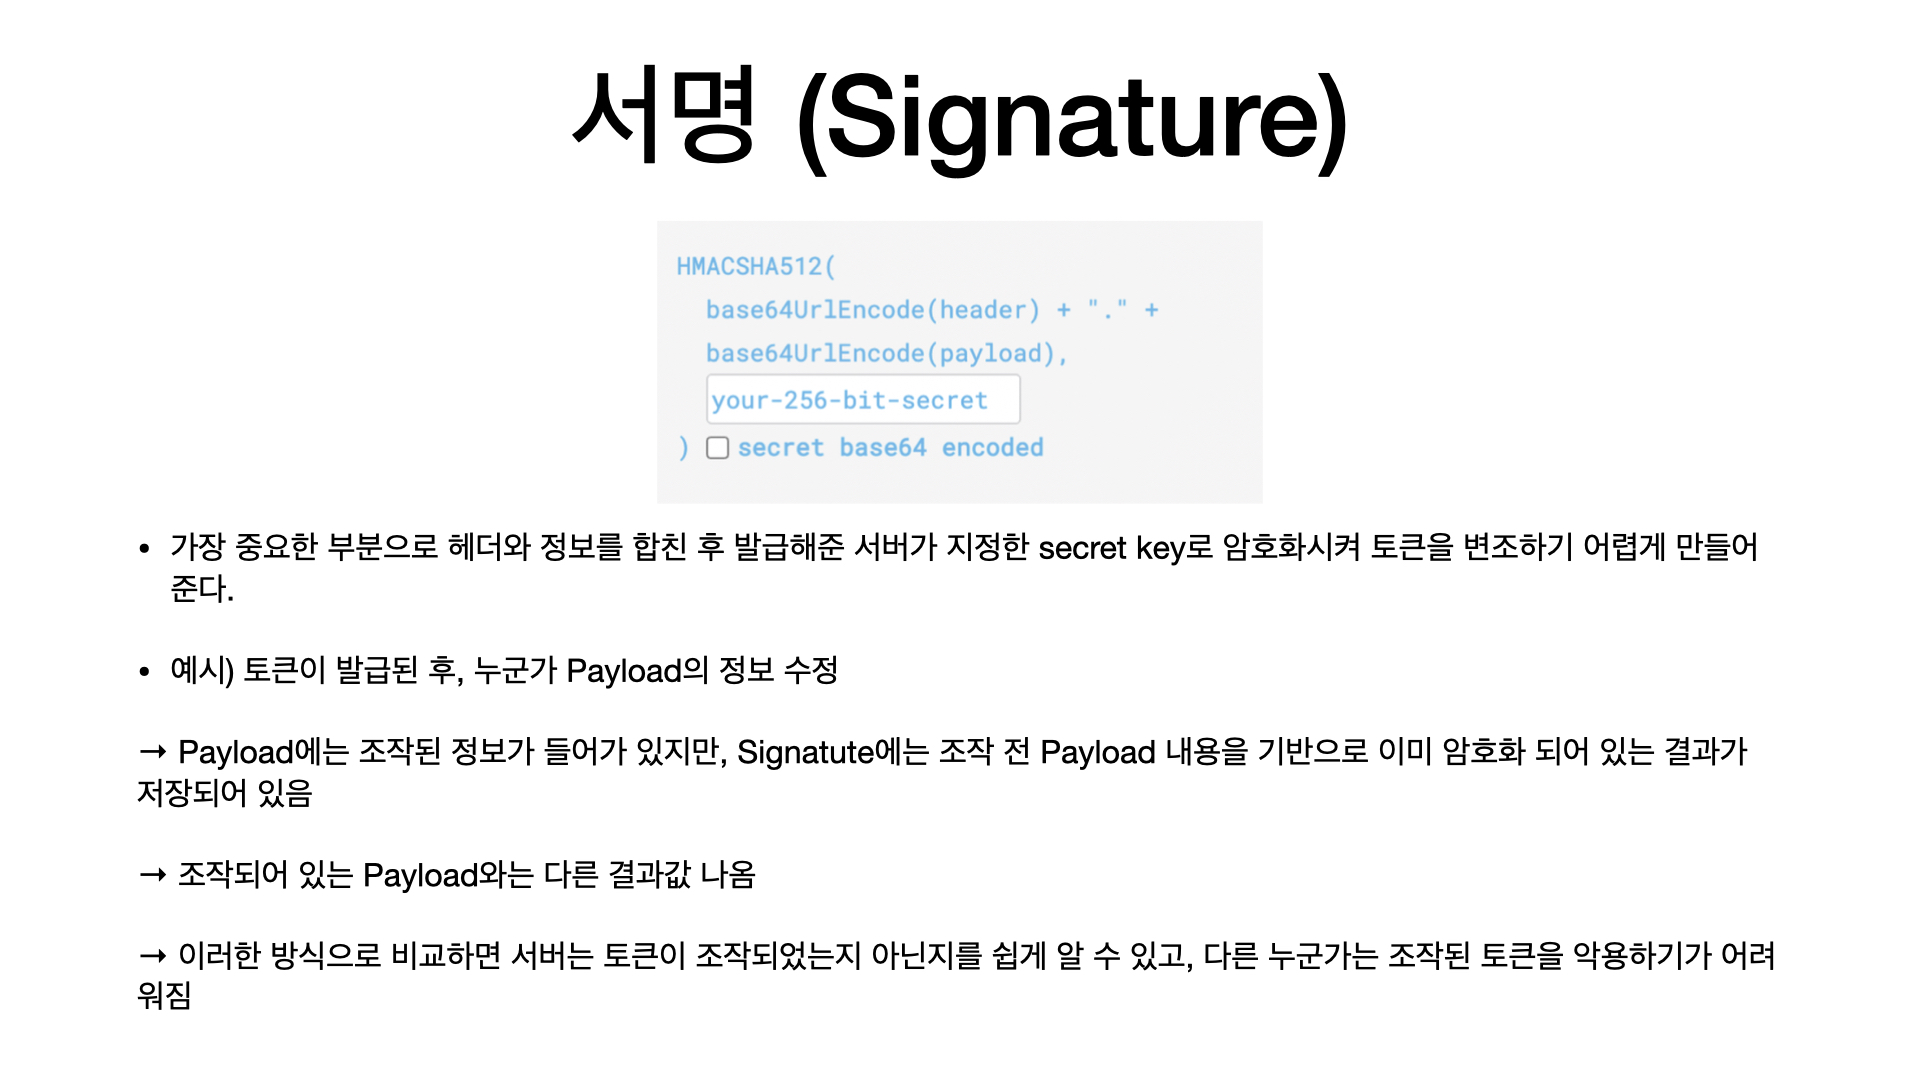 서명 (Signature)
HMACSHA512(
base64UrlEncode(header) + "." +
base64UrlEncode(payload),
your-256-bit-secret
) secret base64 encoded
• 가장 중요한 부분으로 헤더와 정보를 합친 후 발급해준 서버가 지정한 secret key로 암호화시켜 토큰을 변조하기 어렵게 만들어
준다.
• 예시) 토큰이 발급된 후, 누군가 Payload의 정보 수정
→ Payload에는 조작된 정보가 들어가 있지만, Signatute에는 조작 전 Payload 내용을 기반으로 이미 암호화 되어 있는 결과가
저장되어 있음
→ 조작되어 있는 Payload와는 다른 결과값 나옴
→ 이러한 방식으로 비교하면 서버는 토큰이 조작되었는지 아닌지를 쉽게 알 수 있고, 다른 누군가는 조작된 토큰을 악용하기가 어려
워짐